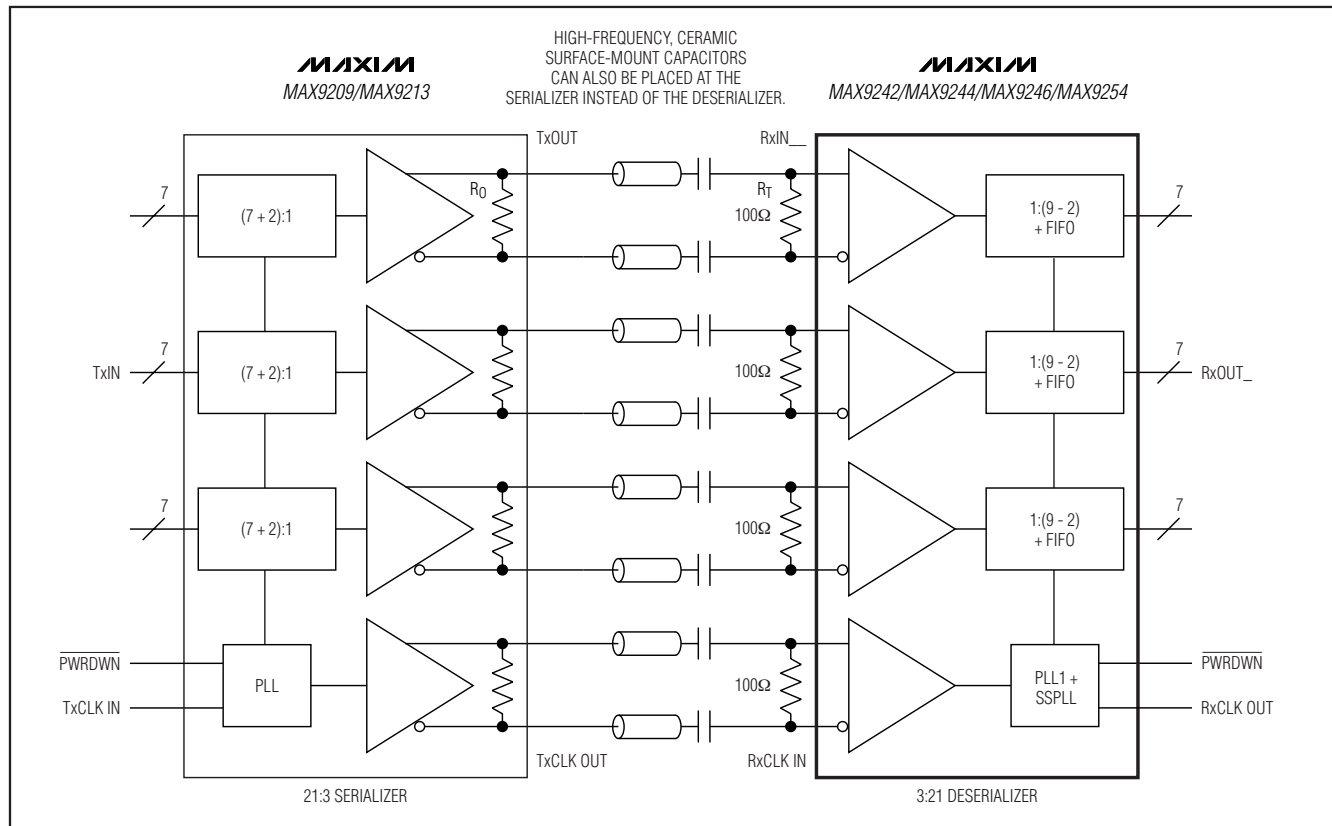 MAXIM
MAX9209/MAX9213
HIGH-FREQUENCY, CERAMIC
SURFACE-MOUNT CAPACITORS
CAN ALSO BE PLACED AT THE
SERIALIZER INSTEAD OF THE DESERIALIZER.
MAXIM
MAX9242/MAX9244/MAX9246/MAX9254
TxOUT
RxIN__
7
(7 + 2):1
RO
RT
100Ω
1:(9 - 2)
+ FIFO
7
TxIN
7
(7 + 2):1
100Ω
1:(9 - 2)
+ FIFO
7
RxOUT_
7
(7 + 2):1
100Ω
1:(9 - 2)
+ FIFO
7
PWRDWN
TxCLK IN
PLL
100Ω
PLL1 +
SSPLL
PWRDWN
RxCLK OUT
TxCLK OUT
RxCLK IN
21:3 SERIALIZER
3:21 DESERIALIZER